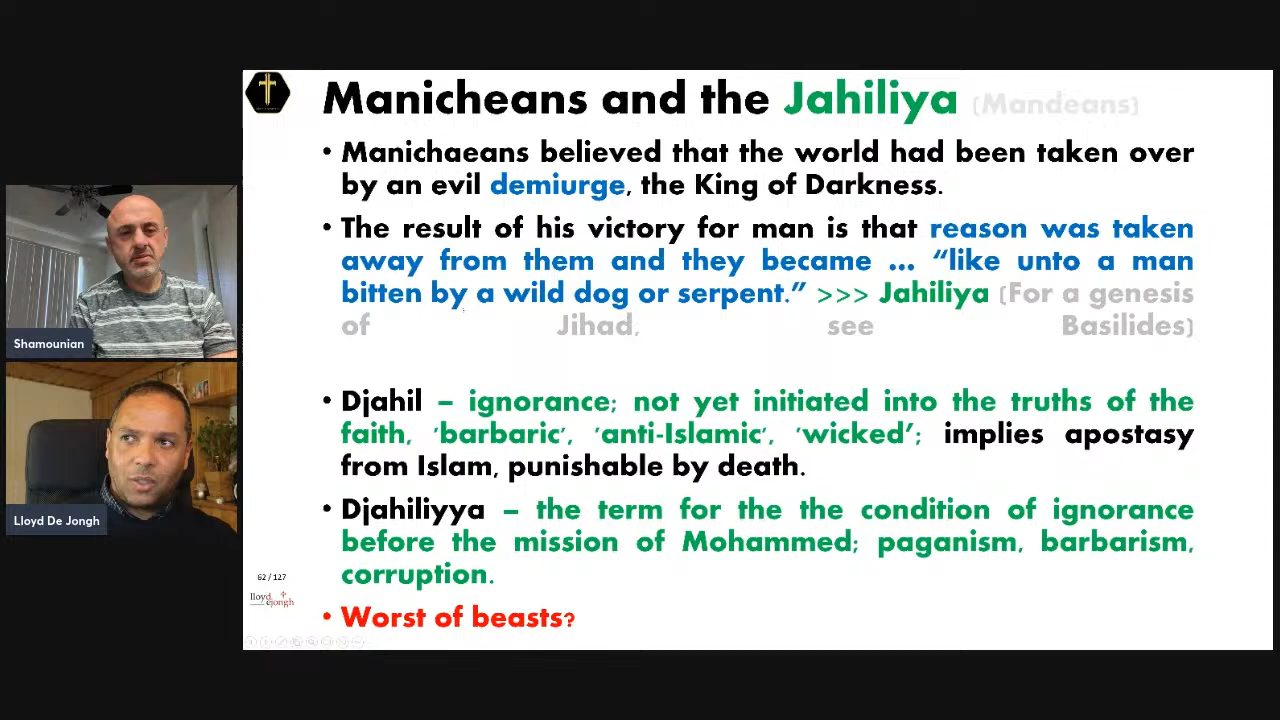 Manicheans and the Jahiliya (Mandeans)
• Manichaeans believed that the world had been taken over
by an evil demiurge, the King of Darkness.
• The result of his victory for man is that reason was taken
away from them and they became ... “like unto a man
bitten by a wild dog or serpent.” >>> Jahiliya (For a genesis
of Jihad, see Basilides)
• Djahil – ignorance; not yet initiated into the truths of the
faith, 'barbaric', 'anti-Islamic', 'wicked'; implies apostasy
from Islam, punishable by death.
• Djahiliyya – the term for the the condition of ignorance
before the mission of Mohammed; paganism, barbarism,
corruption.
• Worst of beasts?
62 / 127
lloyd
dejongh
Shamounian
Lloyd De Jongh